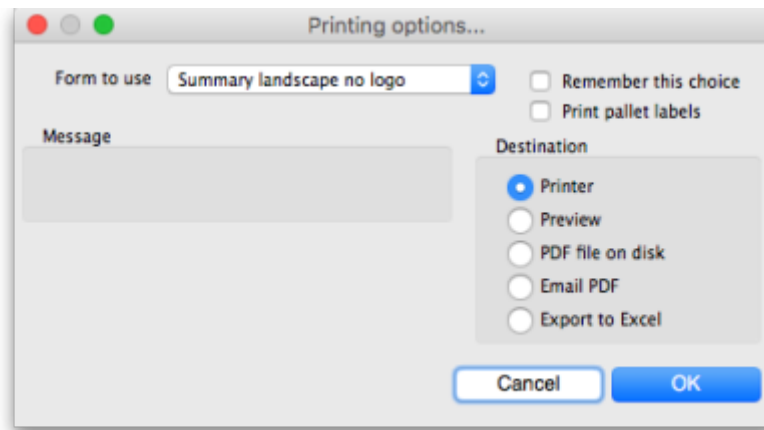 Printing options...
Form to use
Summary landscape no logo
Remember this choice
Print pallet labels
Message
Destination
Printer
Preview
PDF file on disk
Email PDF
Export to Excel
Cancel
OK